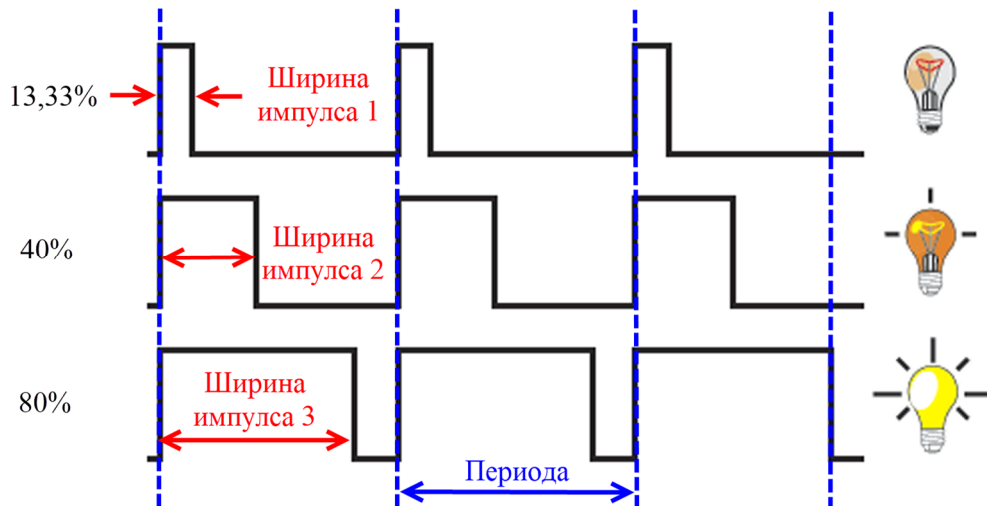 13,33%
Ширина
импулса 1
40%
Ширина
импулса 2
80%
Ширина
импулса 3
Периода